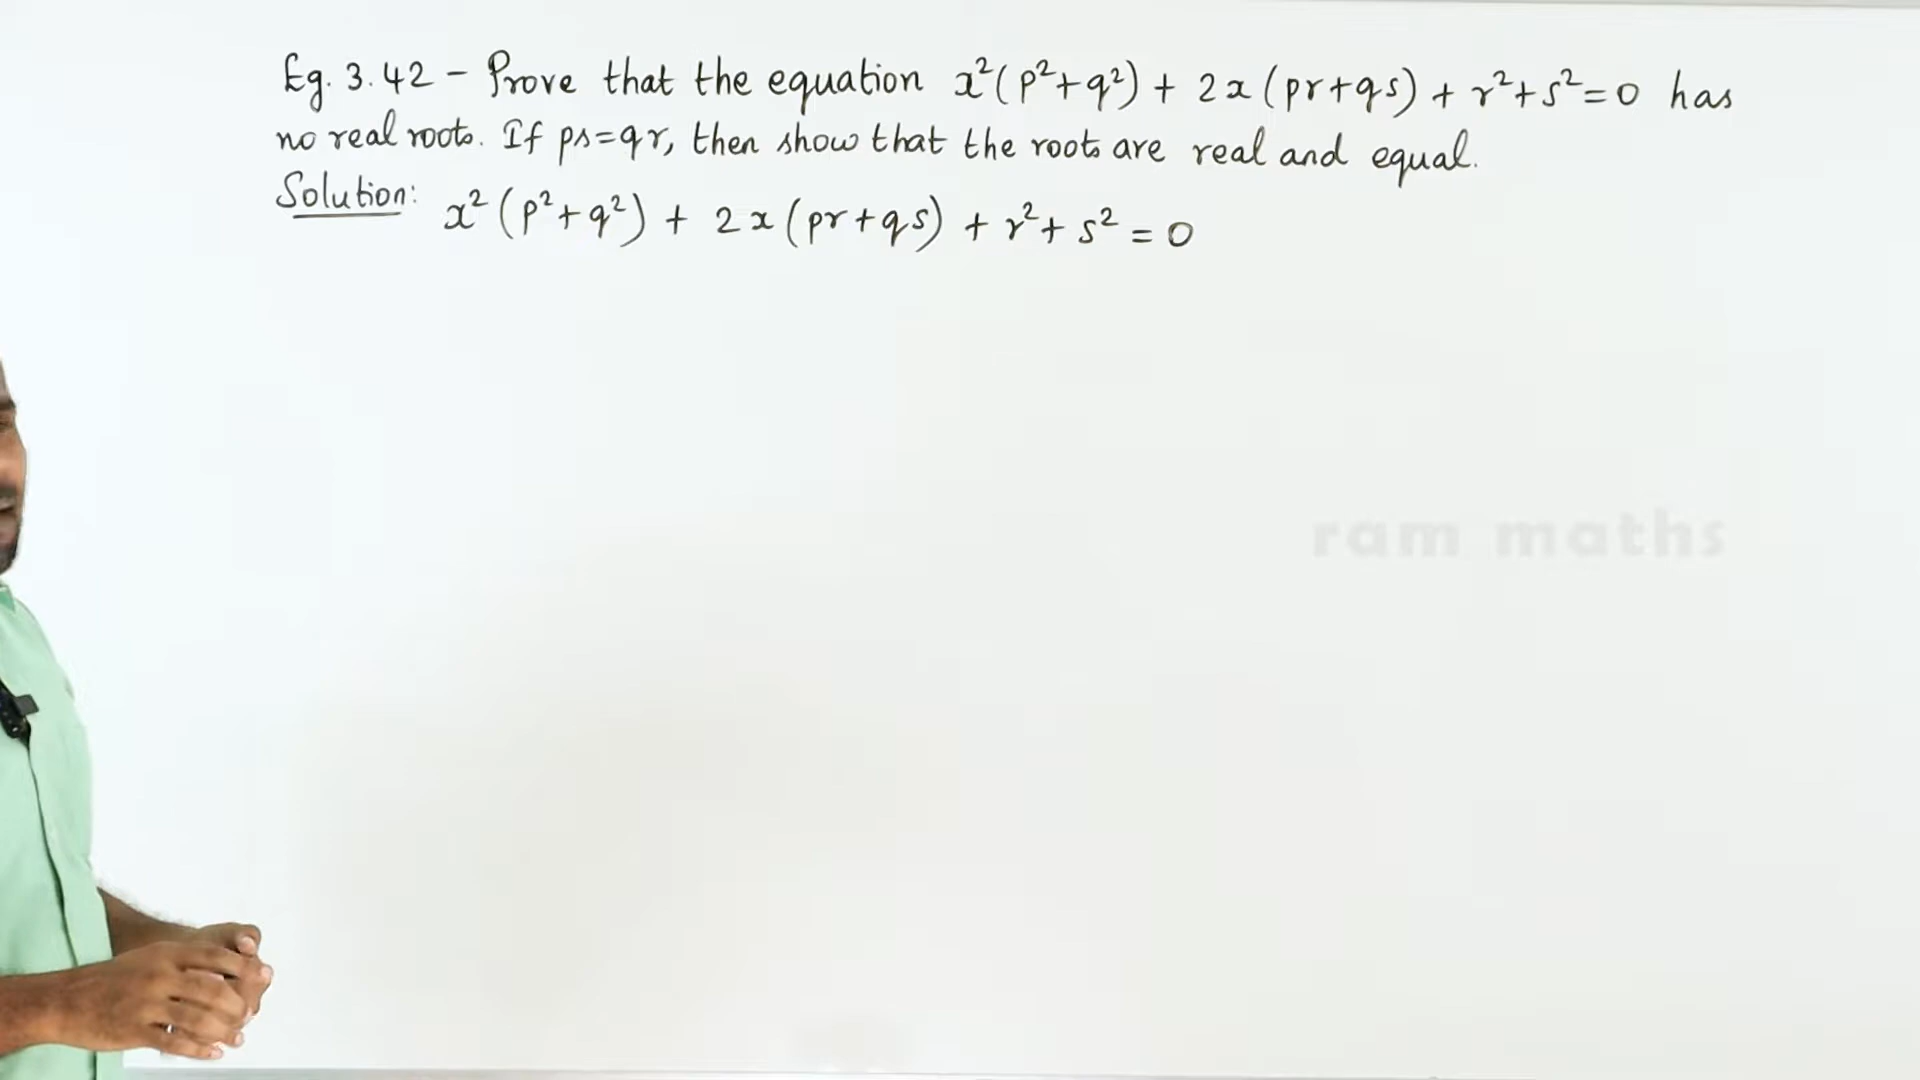 Eg. 3.42 - Prove that the equation x²(p²+q²) + 2x(pr+qs) + r²+s²=0 has
no real roots. If ps=qr, then show that the roots are real and equal.
Solution: x²(p²+q²) + 2x(pr+qs) + r²+s² = 0
ram maths